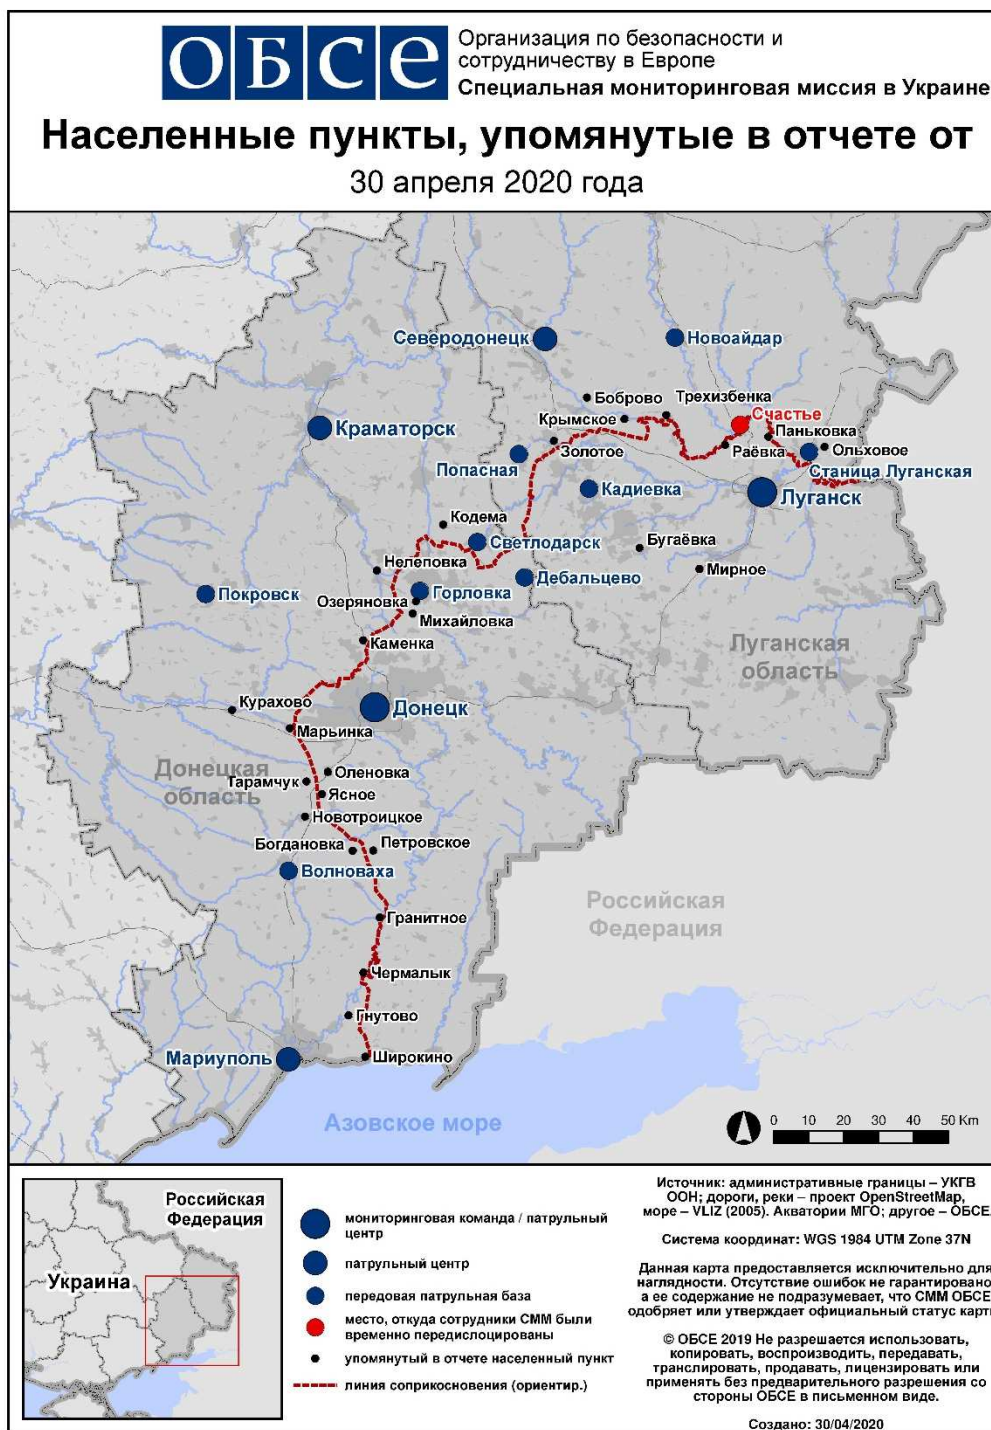 ОБСЕ
Организация по безопасности и
сотрудничеству в Европе
Специальная мониторинговая миссия в Украине
Населенные пункты, упомянутые в отчете от
30 апреля 2020 года
Северодонецк
Новоайдар
Боброво
Трехизбенка
Крымское
Счастье
Краматорск
Паньковка
Золотое
Раёвка
Ольховое
Попасная
Станица Луганская
Кадиевка
Луганск
Кодема
Светлодарск
Бугаёвка
Нелеповка
Мирное
Дебальцево
Покровск
Горловка
Озеряновка
Михайловка
Каменка
Луганская
область
Курахово
Донецк
Марьинка
Донецкая
область
Оленовка
Тарамчук
Ясное
Новотроицкое
Богдановка
Петровское
Волноваха
Российская
Федерация
Гранитное
Чермалык
Гнутово
Широкино
Мариуполь
Азовское море
0 10 20 30 40 50 Km
Российская
Федерация
Украина
мониторинговая команда / патрульный
центр
патрульный центр
передовая патрульная база
место, откуда сотрудники СММ были
временно передислоцированы
упомянутый в отчете населенный пункт
линия соприкосновения (ориентир.)
Источник: административные границы – УКГВ
ООН; дороги, реки – проект OpenStreetMap,
море – VLIZ (2005). Акватории МГО; другое – ОБСЕ.
Система координат: WGS 1984 UTM Zone 37N
Данная карта предоставляется исключительно для
наглядности. Отсутствие ошибок не гарантировано
а ее содержание не подразумевает, что СММ ОБСЕ
одобряет или утверждает официальный статус карт
© ОБСЕ 2019 Не разрешается использовать,
копировать, воспроизводить, передавать,
транслировать, продавать, лицензировать или
применять без предварительного разрешения со
стороны ОБСЕ в письменном виде.
Создано: 30/04/2020